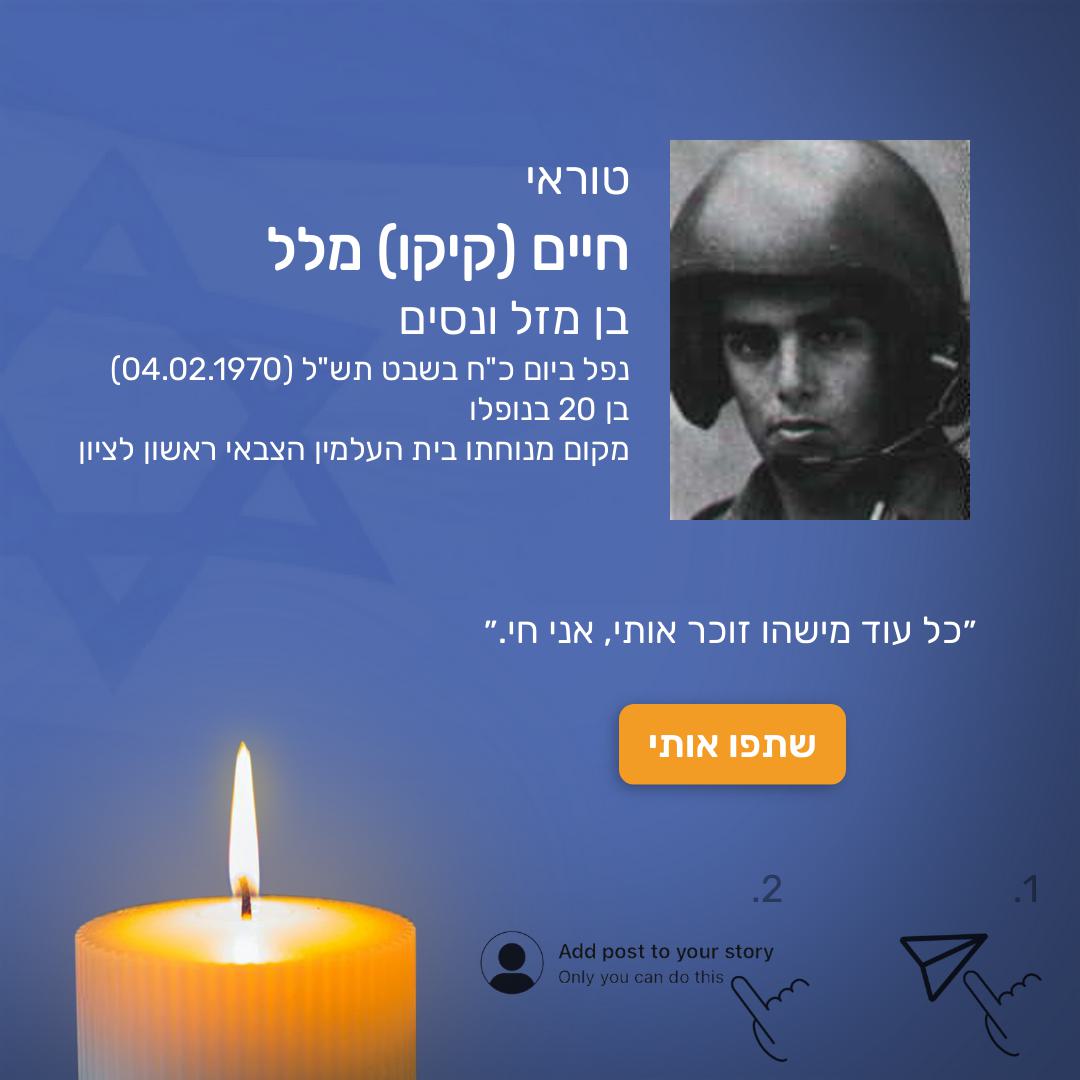 טוראי
חיים (קיקו) מלל
בן מזל ונסים
נפל ביום כ"ח בשבט תש"ל (04.02.1970)
בן 20 בנופלו
מקום מנוחתו בית העלמין הצבאי ראשון לציון
״כל עוד מישהו זוכר אותי, אני חי.״
שתפו אותי
1.
2.
Add post to your story
Only you can do this